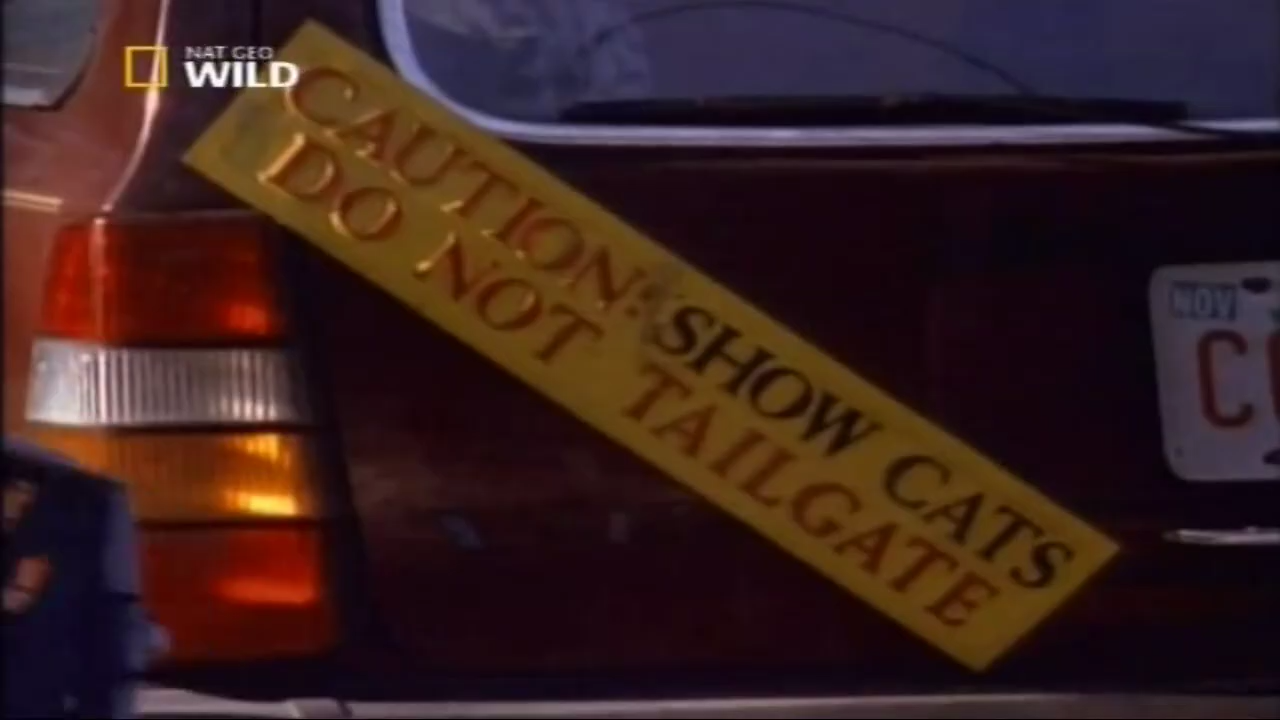 NAT GEO
WILD
CAUTION: SHOW CATS
DO NOT TAILGATE
NOV